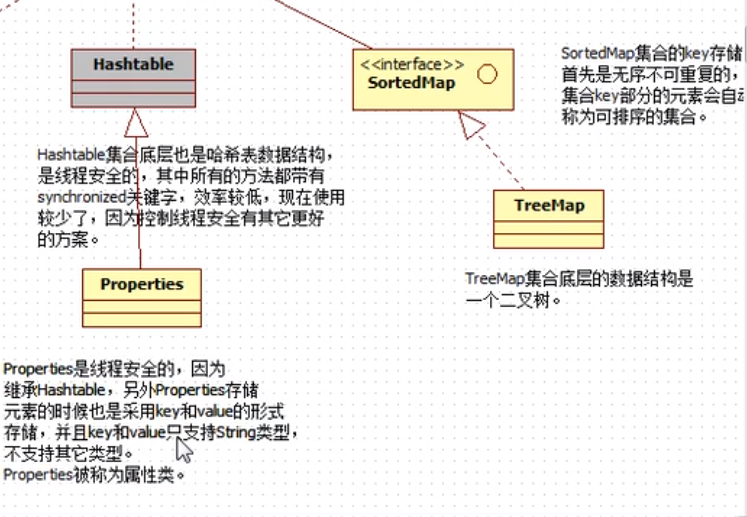 Hashtable
<<interface>>
SortedMap
SortedMap集合的key存储
首先是无序不可重复的，
集合key部分的元素会自
称为可排序的集合。
Hashtable集合底层也是哈希表数据结构，
是线程安全的，其中所有的方法都带有
synchronized关键字，效率较低，现在使用
较少了，因为控制线程安全有其它更好
的方案。
TreeMap
TreeMap集合底层的数据结构是
一个二叉树。
Properties
Properties是线程安全的，因为
继承Hashtable，另外Properties存储
元素的时候也是采用key和value的形式
存储，并且key和value只支持String类型，
不支持其它类型。
Properties被称为属性类。